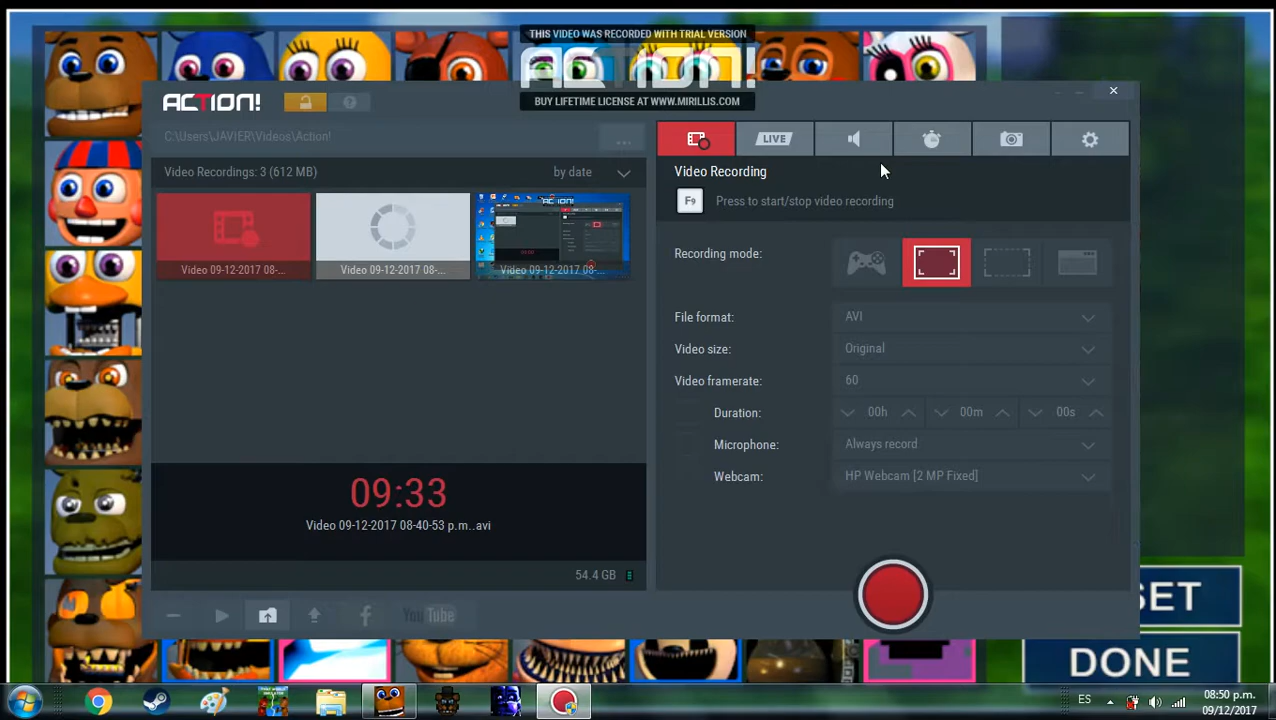 THIS VIDEO WAS RECORDED WITH TRIAL VERSION
ACTION!
BUY LIFETIME LICENSE AT WWW.MIRILLIS.COM
ACTION!
C:\Users\JAVIER\Videos\Action!
...
Video Recordings: 3 (612 MB)
by date
Video 09-12-2017 08-...
Video 09-12-2017 08-...
Video 09-12-2017 08-...
09:33
Video 09-12-2017 08-40-53 p.m..avi
54.4 GB
YouTube
LIVE
Video Recording
F9
Press to start/stop video recording
Recording mode:
File format:
AVI
Video size:
Original
Video framerate:
60
Duration:
00h
00m
00s
Microphone:
Always record
Webcam:
HP Webcam [2 MP Fixed]
SET
DONE
ES
08:50 p.m.
09/12/2017